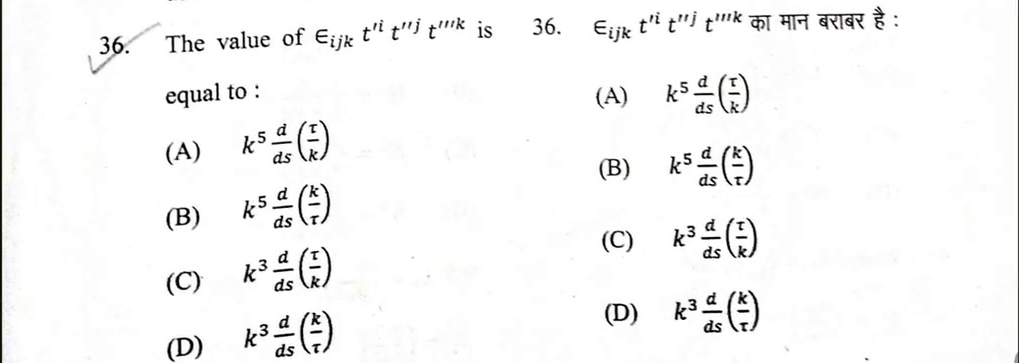 36. The value of ∈ᵢⱼₖ t′ⁱ t″ʲ t‴ᵏ is
equal to :
(A) k⁵ d/ds (τ/k)
(B) k⁵ d/ds (k/τ)
(C) k³ d/ds (τ/k)
(D) k³ d/ds (k/τ)
36. ∈ᵢⱼₖ t′ⁱ t″ʲ t‴ᵏ का मान बराबर है :
(A) k⁵ d/ds (τ/k)
(B) k⁵ d/ds (k/τ)
(C) k³ d/ds (τ/k)
(D) k³ d/ds (k/τ)